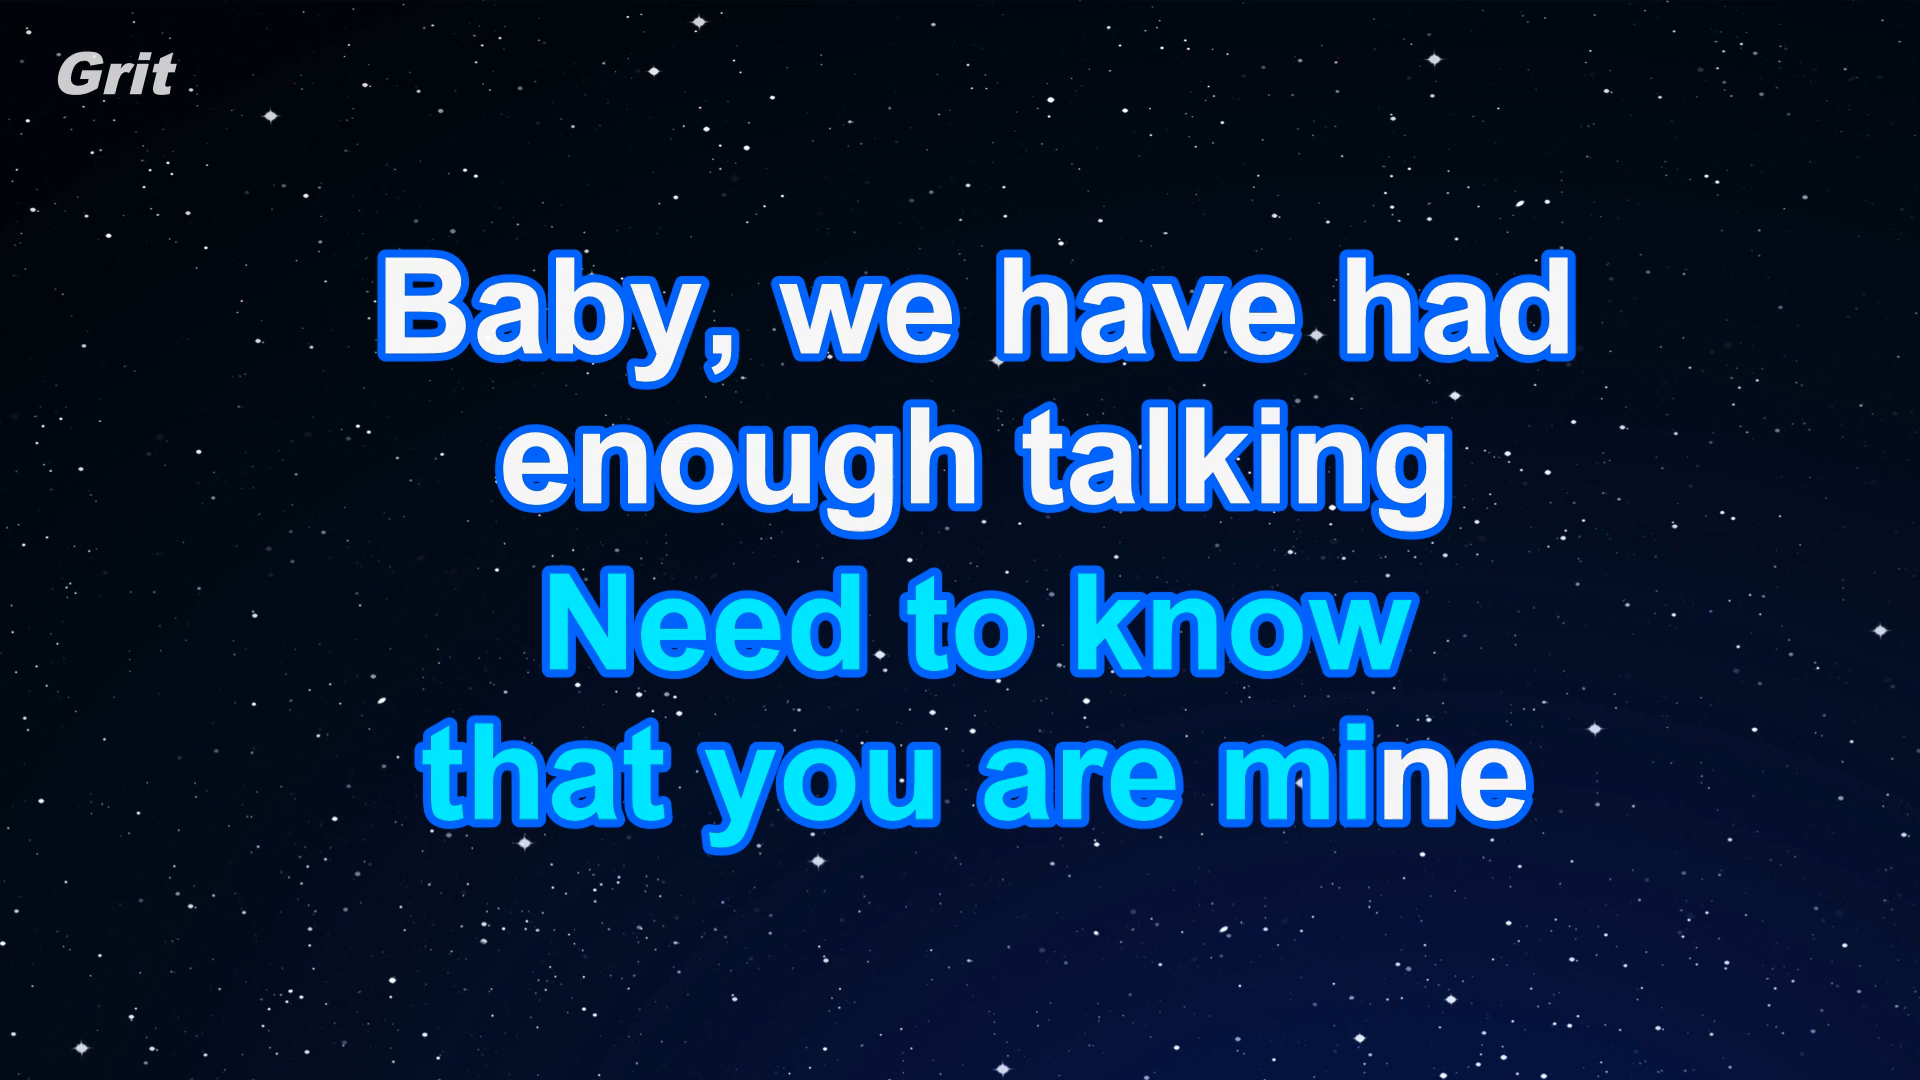 Grit
Baby, we have had
enough talking
Need to know
that you are mine